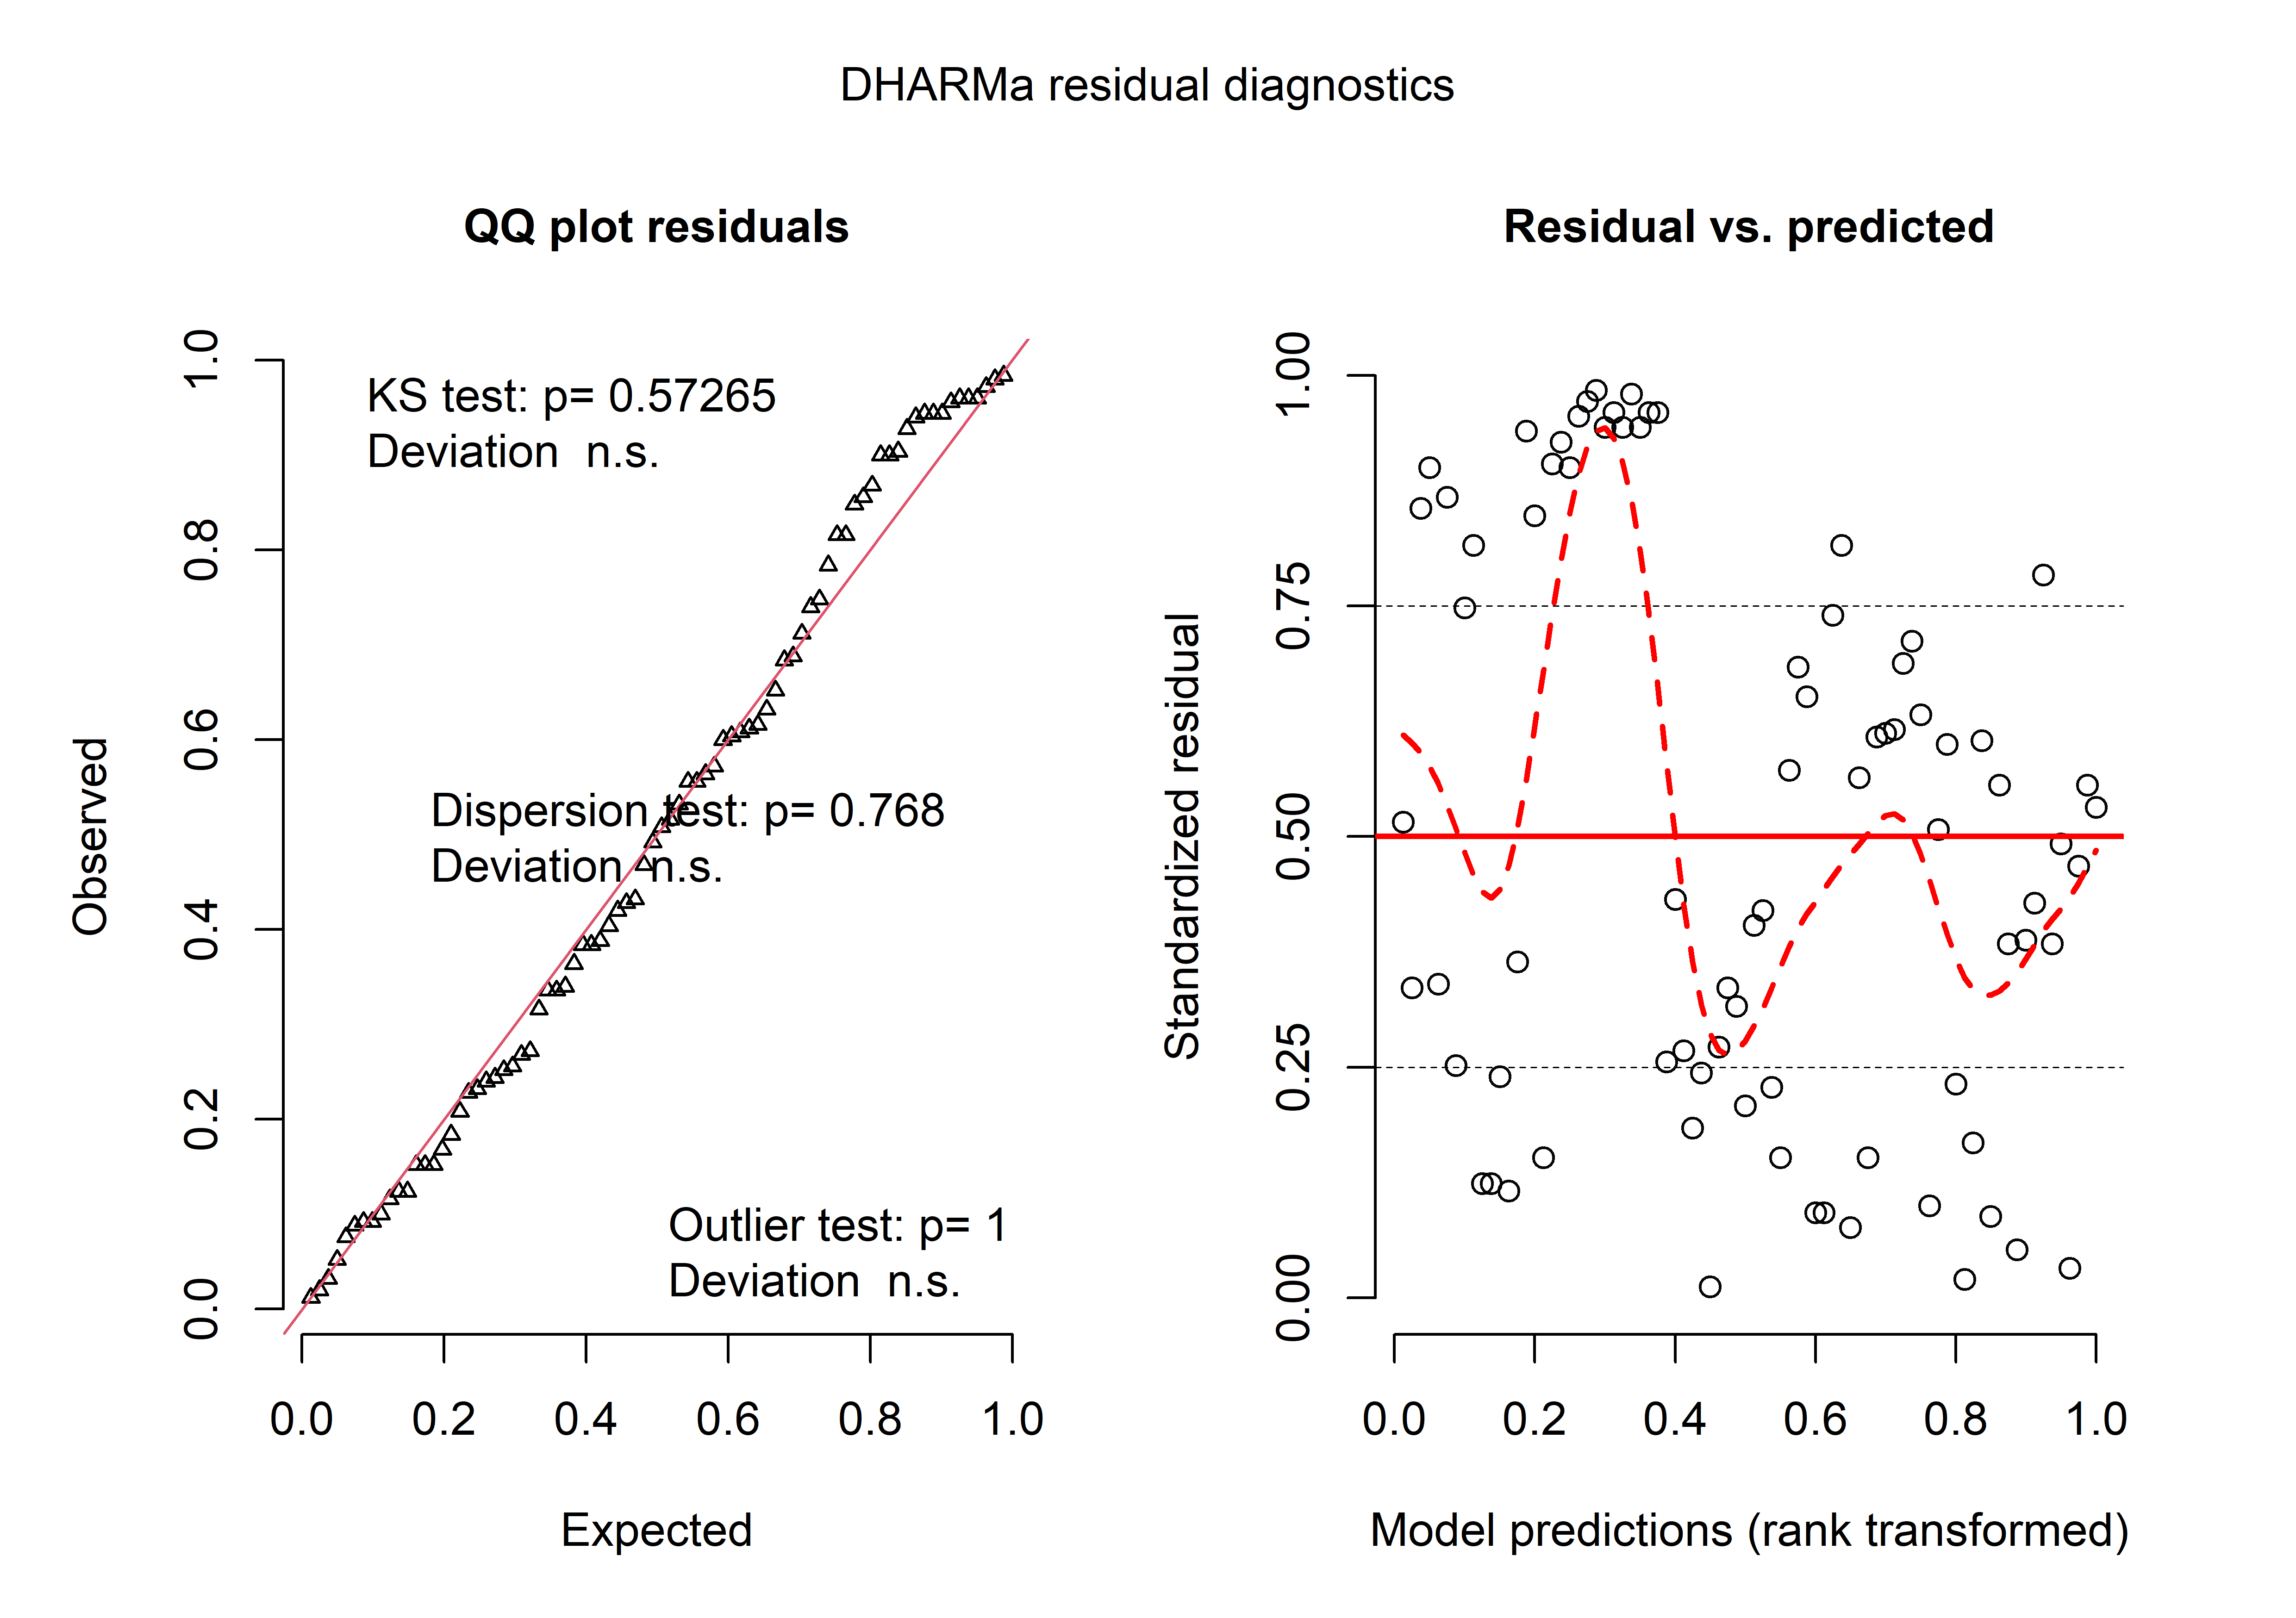 DHARMa residual diagnostics
QQ plot residuals
KS test: p= 0.57265
Deviation  n.s.
Dispersion test: p= 0.768
Deviation  n.s.
Outlier test: p= 1
Deviation  n.s.
Observed
0.0 0.2 0.4 0.6 0.8 1.0
0.0 0.2 0.4 0.6 0.8 1.0
Expected
Residual vs. predicted
Standardized residual
0.00 0.25 0.50 0.75 1.00
0.0 0.2 0.4 0.6 0.8 1.0
Model predictions (rank transformed)